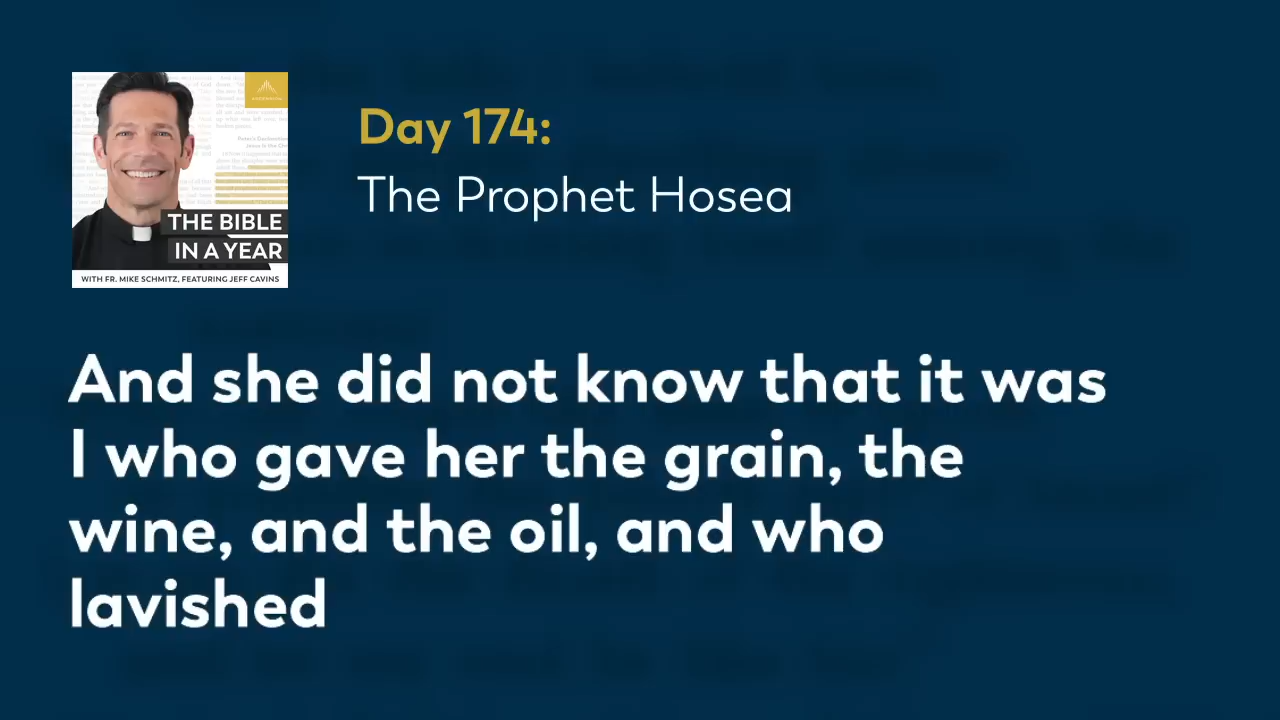 Day 174:
The Prophet Hosea
THE BIBLE
IN A YEAR
WITH FR. MIKE SCHMITZ, FEATURING JEFF CAVINS
And she did not know that it was
I who gave her the grain, the
wine, and the oil, and who
lavished